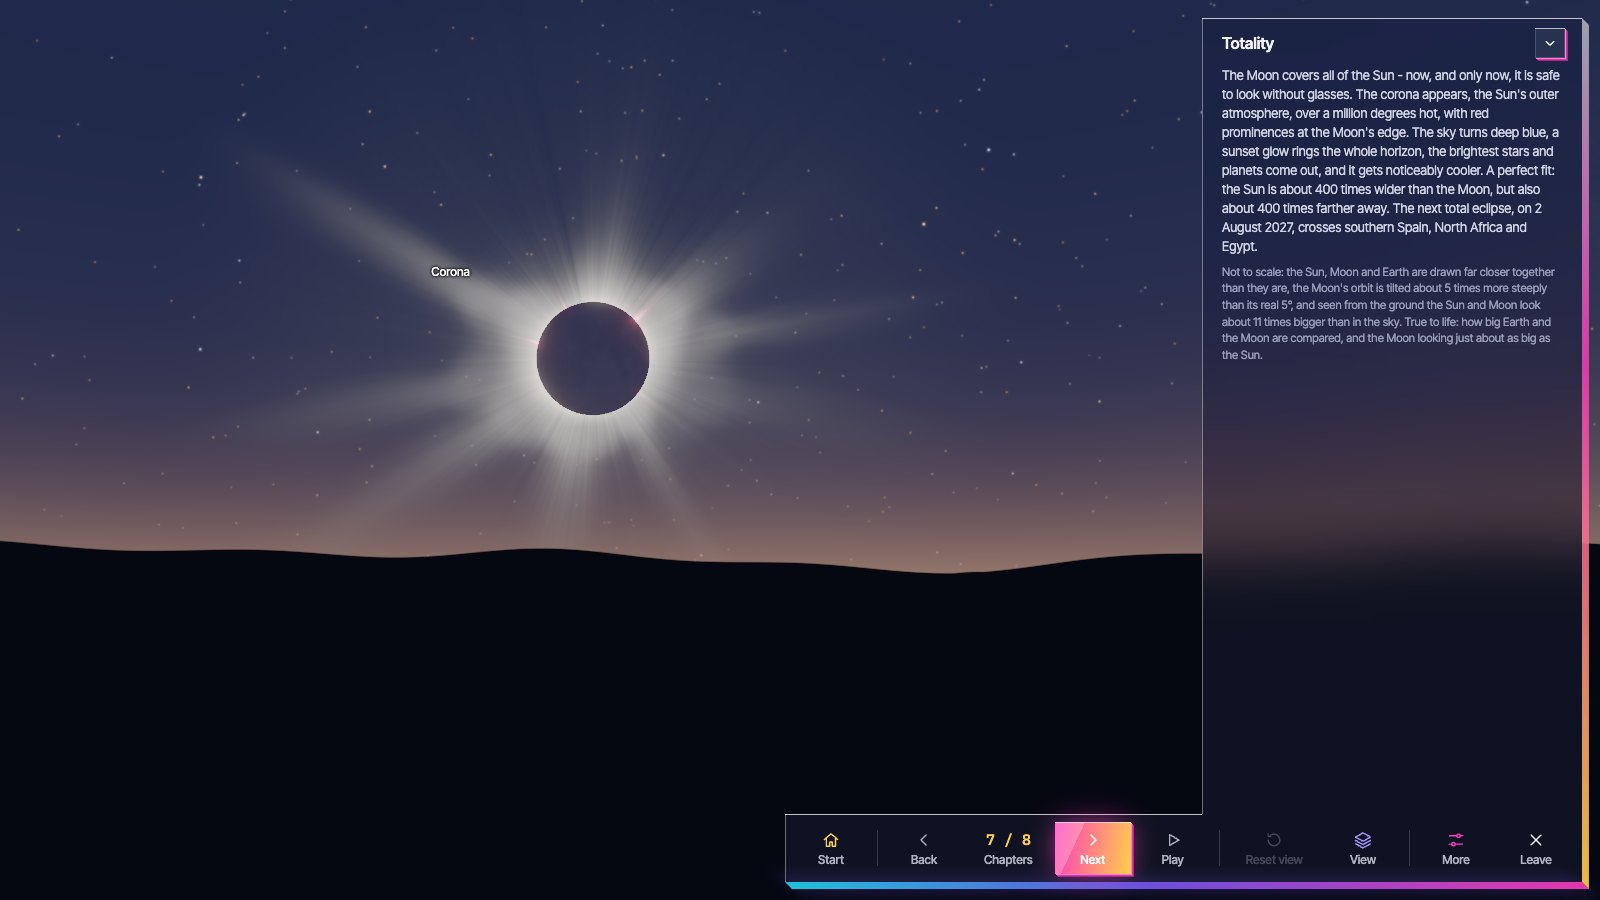 Totality
The Moon covers all of the Sun - now, and only now, it is safe
to look without glasses. The corona appears, the Sun's outer
atmosphere, over a million degrees hot, with red
prominences at the Moon's edge. The sky turns deep blue, a
sunset glow rings the whole horizon, the brightest stars and
planets come out, and it gets noticeably cooler. A perfect fit:
the Sun is about 400 times wider than the Moon, but also
about 400 times farther away. The next total eclipse, on 2
August 2027, crosses southern Spain, North Africa and
Egypt.
Not to scale: the Sun, Moon and Earth are drawn far closer together
than they are, the Moon's orbit is tilted about 5 times more steeply
than its real 5°, and seen from the ground the Sun and Moon look
about 11 times bigger than in the sky. True to life: how big Earth and
the Moon are compared, and the Moon looking just about as big as
the Sun.
Corona
7 / 8
Start
Back
Chapters
Next
Play
Reset view
View
More
Leave